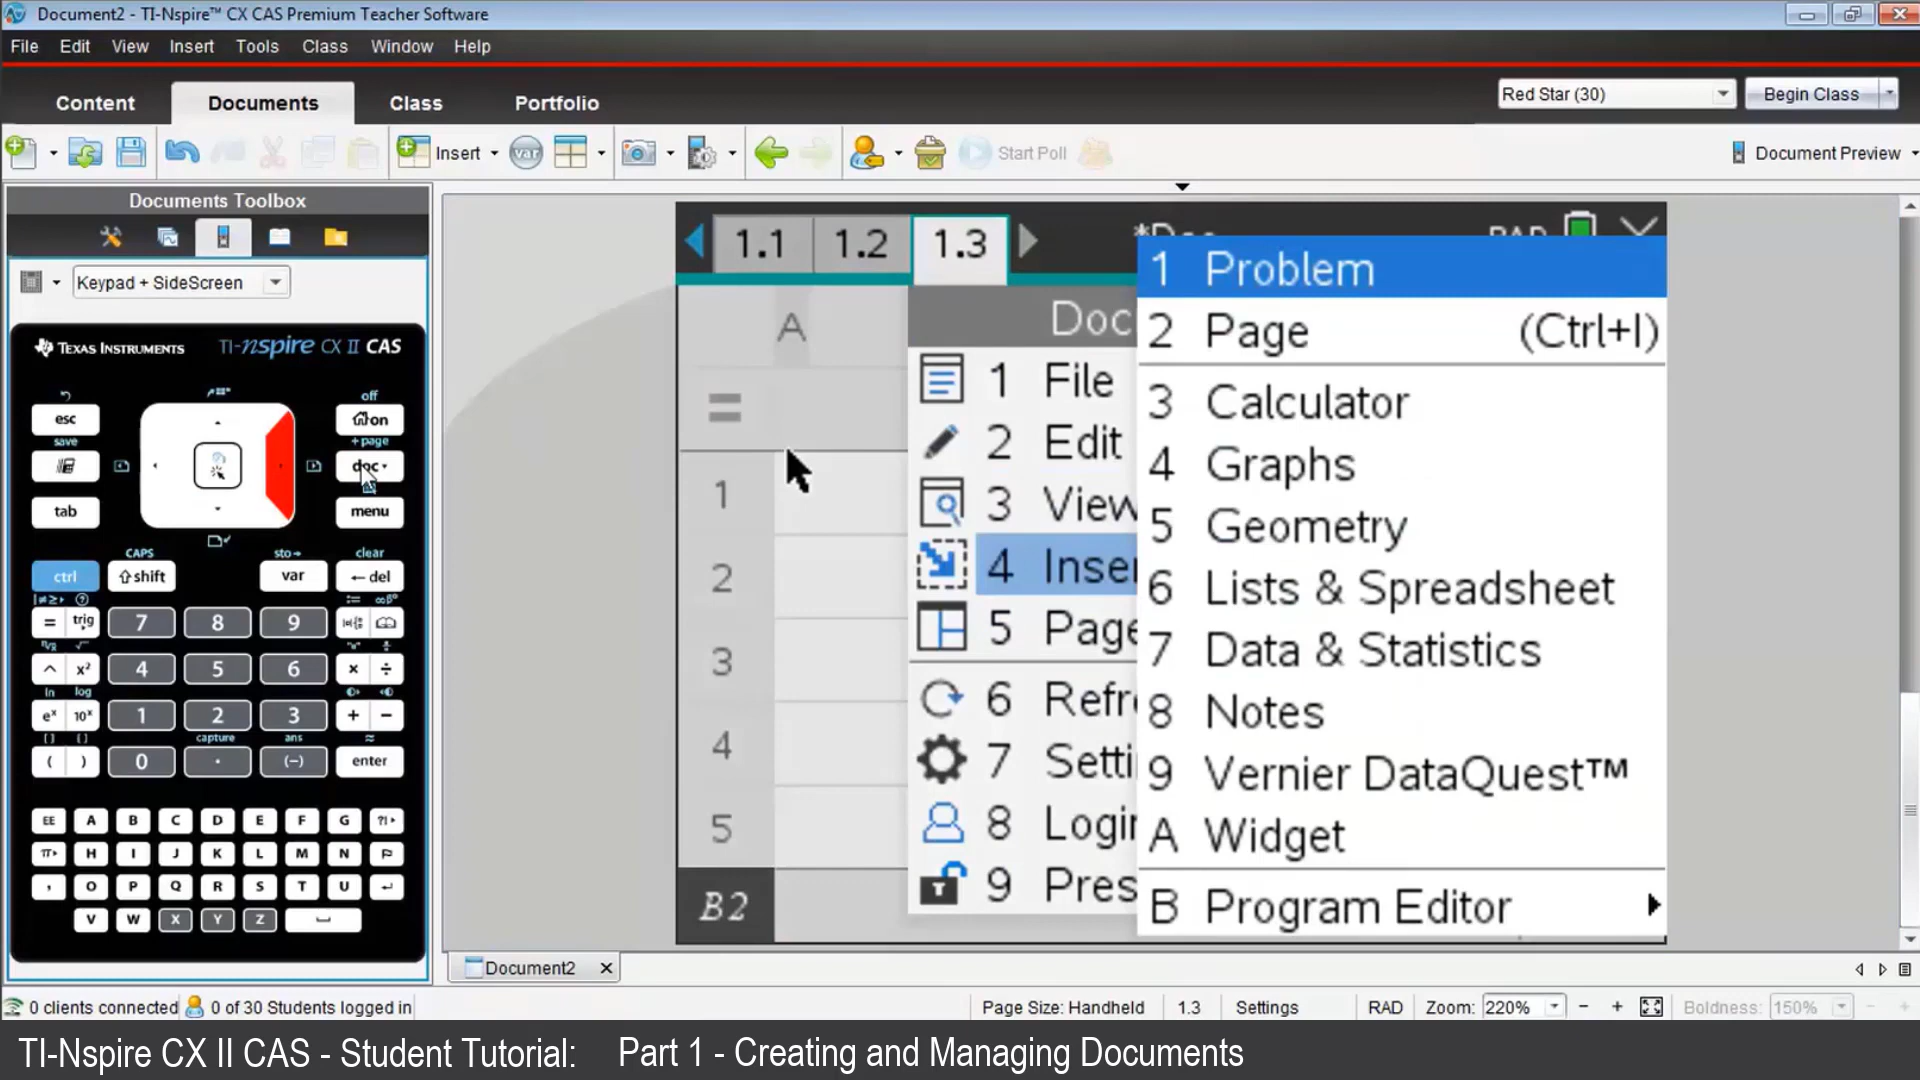 Document2 - TI-Nspire™ CX CAS Premium Teacher Software
File Edit View Insert Tools Class Window Help
Content Documents Class Portfolio
Red Star (30) Begin Class
Insert var Start Poll Document Preview
Documents Toolbox
Keypad + SideScreen
TEXAS INSTRUMENTS TI-nspire CX II CAS
off
esc on
save + page
doc
tab menu
CAPS sto→ clear
ctrl shift var ←del
= trig 7 8 9
^ x² 4 5 6 × ÷
ln log
eˣ 10ˣ 1 2 3 + −
[ ] { } capture ans ≈
( ) 0 . (−) enter
EE A B C D E F G ?!▸
π▸ H I J K L M N
, O P Q R S T U ↵
V W X Y Z
1.1 1.2 1.3 *Doc RAD
A
=
1
2
3
4
5
B2
Doc
1 File
2 Edit
3 View
4 Inser
5 Page
6 Refre
7 Setti
8 Login
9 Pres
1 Problem
2 Page (Ctrl+I)
3 Calculator
4 Graphs
5 Geometry
6 Lists & Spreadsheet
7 Data & Statistics
8 Notes
9 Vernier DataQuest™
A Widget
B Program Editor
Document2
0 clients connected 0 of 30 Students logged in Page Size: Handheld 1.3 Settings RAD Zoom: 220% − + Boldness: 150% − +
TI-Nspire CX II CAS - Student Tutorial: Part 1 - Creating and Managing Documents